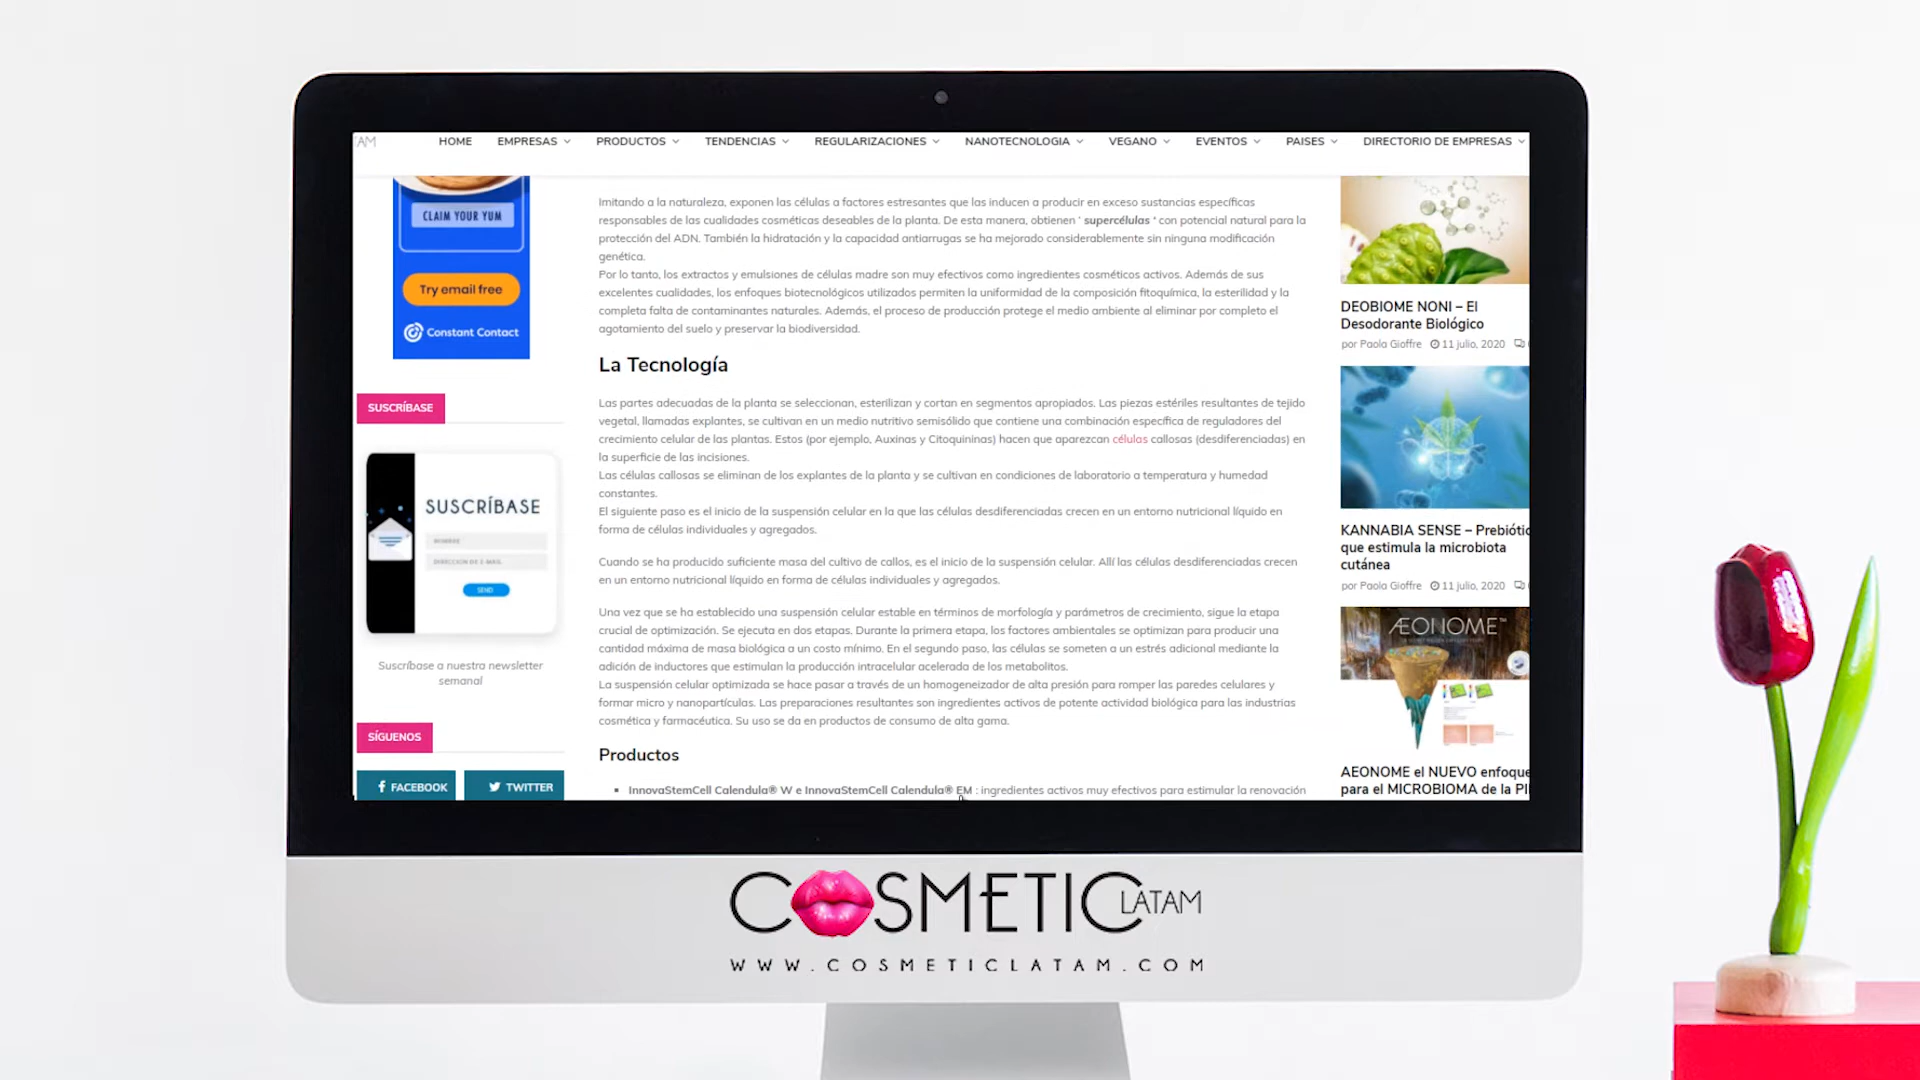 AM HOME EMPRESAS PRODUCTOS TENDENCIAS REGULARIZACIONES NANOTECNOLOGIA VEGANO EVENTOS PAISES DIRECTORIO DE EMPRESAS
CLAIM YOUR YUM
Try email free
Constant Contact
SUSCRÍBASE
SUSCRÍBASE
NOMBRE
DIRECCION DE E-MAIL
SEND
Suscríbase a nuestra newsletter
semanal
SÍGUENOS
FACEBOOK TWITTER
Imitando a la naturaleza, exponen las células a factores estresantes que las inducen a producir en exceso sustancias específicas
responsables de las cualidades cosméticas deseables de la planta. De esta manera, obtienen ‘ supercélulas ‘ con potencial natural para la
protección del ADN. También la hidratación y la capacidad antiarrugas se ha mejorado considerablemente sin ninguna modificación
genética.
Por lo tanto, los extractos y emulsiones de células madre son muy efectivos como ingredientes cosméticos activos. Además de sus
excelentes cualidades, los enfoques biotecnológicos utilizados permiten la uniformidad de la composición fitoquímica, la esterilidad y la
completa falta de contaminantes naturales. Además, el proceso de producción protege el medio ambiente al eliminar por completo el
agotamiento del suelo y preservar la biodiversidad.
La Tecnología
Las partes adecuadas de la planta se seleccionan, esterilizan y cortan en segmentos apropiados. Las piezas estériles resultantes de tejido
vegetal, llamadas explantes, se cultivan en un medio nutritivo semisólido que contiene una combinación específica de reguladores del
crecimiento celular de las plantas. Estos (por ejemplo, Auxinas y Citoquininas) hacen que aparezcan células callosas (desdiferenciadas) en
la superficie de las incisiones.
Las células callosas se eliminan de los explantes de la planta y se cultivan en condiciones de laboratorio a temperatura y humedad
constantes.
El siguiente paso es el inicio de la suspensión celular en la que las células desdiferenciadas crecen en un entorno nutricional líquido en
forma de células individuales y agregados.
Cuando se ha producido suficiente masa del cultivo de callos, es el inicio de la suspensión celular. Allí las células desdiferenciadas crecen
en un entorno nutricional líquido en forma de células individuales y agregados.
Una vez que se ha establecido una suspensión celular estable en términos de morfología y parámetros de crecimiento, sigue la etapa
crucial de optimización. Se ejecuta en dos etapas. Durante la primera etapa, los factores ambientales se optimizan para producir una
cantidad máxima de masa biológica a un costo mínimo. En el segundo paso, las células se someten a un estrés adicional mediante la
adición de inductores que estimulan la producción intracelular acelerada de los metabolitos.
La suspensión celular optimizada se hace pasar a través de un homogeneizador de alta presión para romper las paredes celulares y
formar micro y nanopartículas. Las preparaciones resultantes son ingredientes activos de potente actividad biológica para las industrias
cosmética y farmacéutica. Su uso se da en productos de consumo de alta gama.
Productos
InnovaStemCell Calendula® W e InnovaStemCell Calendula® EM : ingredientes activos muy efectivos para estimular la renovación
DEOBIOME NONI – El
Desodorante Biológico
por Paola Gioffre 11 julio, 2020
KANNABIA SENSE – Prebiótic
que estimula la microbiota
cutánea
por Paola Gioffre 11 julio, 2020
ÆONOME™
AEONOME el NUEVO enfoque
para el MICROBIOMA de la PI
COSMETIC LATAM
WWW.COSMETICLATAM.COM